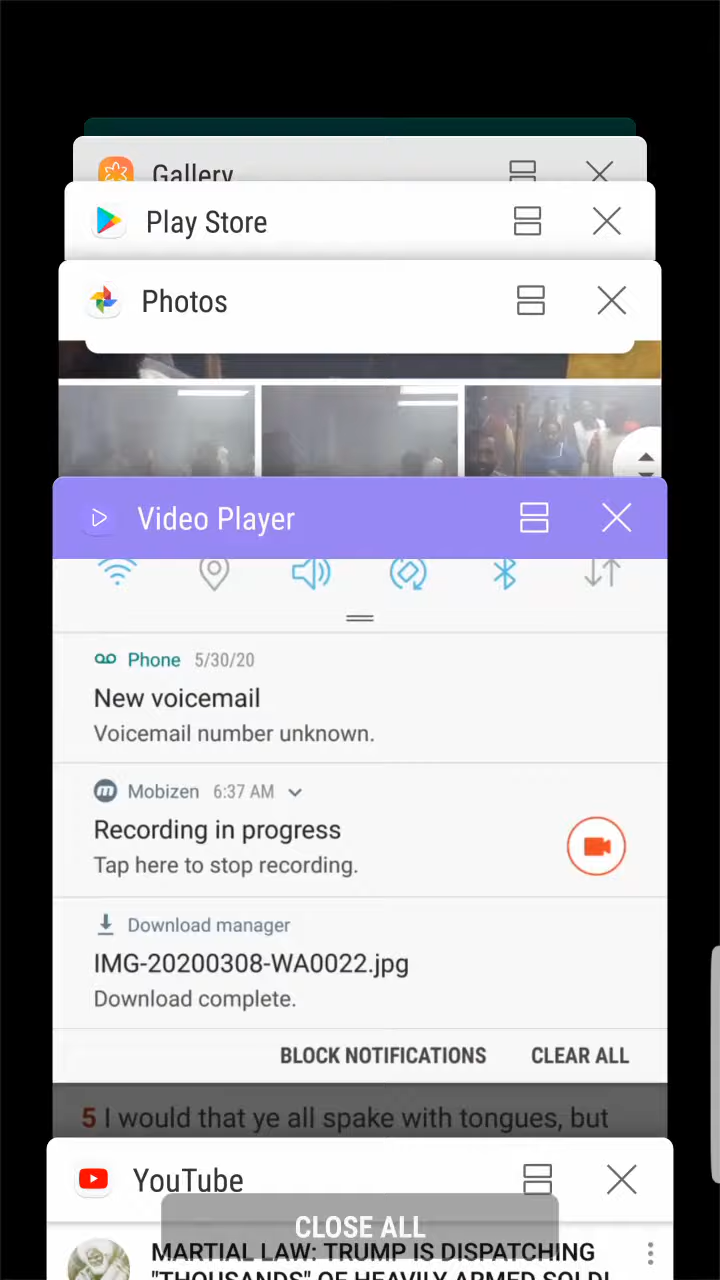 Gallery
Play Store
Photos
Video Player
Phone 5/30/20
New voicemail
Voicemail number unknown.
Mobizen 6:37 AM
Recording in progress
Tap here to stop recording.
Download manager
IMG-20200308-WA0022.jpg
Download complete.
BLOCK NOTIFICATIONS CLEAR ALL
5 I would that ye all spake with tongues, but
YouTube
CLOSE ALL
MARTIAL LAW: TRUMP IS DISPATCHING
"THOUSANDS" OF HEAVILY ARMED SOLDI